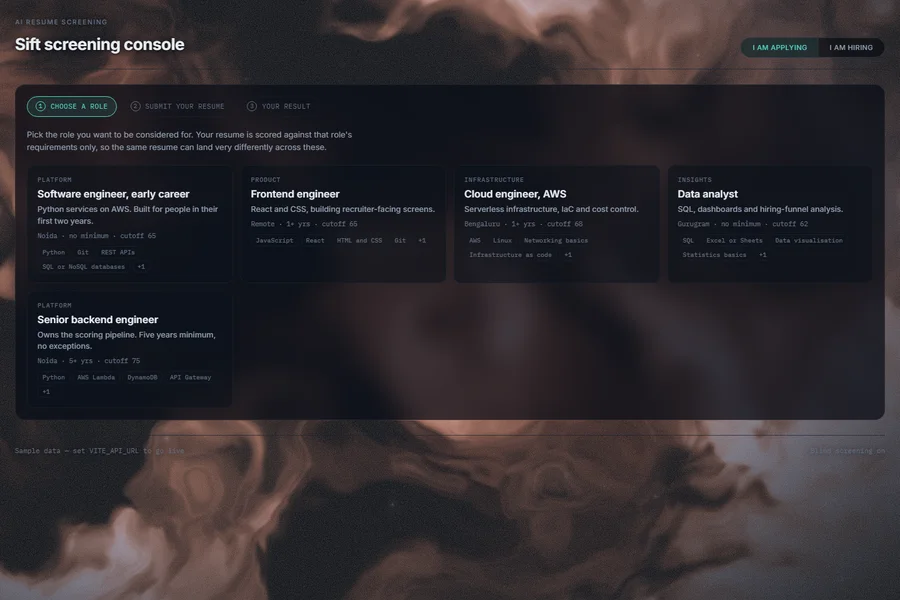 AI RESUME SCREENING
Sift screening console
I AM APPLYING
I AM HIRING
1 CHOOSE A ROLE
2 SUBMIT YOUR RESUME
3 YOUR RESULT
Pick the role you want to be considered for. Your resume is scored against that role's
requirements only, so the same resume can land very differently across these.
PLATFORM
Software engineer, early career
Python services on AWS. Built for people in their
first two years.
Noida · no minimum · cutoff 65
Python Git REST APIs
SQL or NoSQL databases +1
PRODUCT
Frontend engineer
React and CSS, building recruiter-facing screens.
Remote · 1+ yrs · cutoff 65
JavaScript React HTML and CSS Git +1
INFRASTRUCTURE
Cloud engineer, AWS
Serverless infrastructure, IaC and cost control.
Bengaluru · 1+ yrs · cutoff 68
AWS Linux Networking basics
Infrastructure as code +1
INSIGHTS
Data analyst
SQL, dashboards and hiring-funnel analysis.
Gurugram · no minimum · cutoff 62
SQL Excel or Sheets Data visualisation
Statistics basics +1
PLATFORM
Senior backend engineer
Owns the scoring pipeline. Five years minimum,
no exceptions.
Noida · 5+ yrs · cutoff 75
Python AWS Lambda DynamoDB API Gateway
+1
Sample data — set VITE_API_URL to go live
Blind screening on